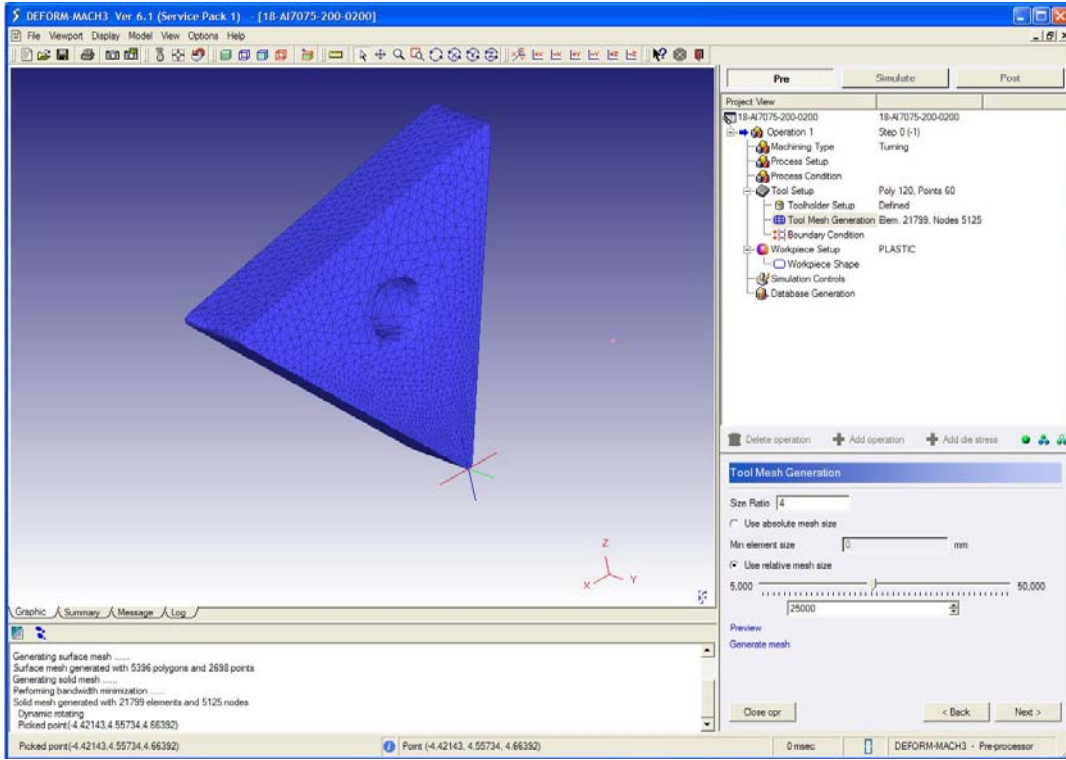 DEFORM-MACH3 Ver 6.1 (Service Pack 1) - [18-Al7075-200-0200]
File Viewport Display Model View Options Help
Pre Simulate Post
Project View
18-Al7075-200-0200 18-Al7075-200-0200
Operation 1 Step 0 (-1)
Machining Type Turning
Process Setup
Process Condition
Tool Setup Poly 120, Points 60
Toolholder Setup Defined
Tool Mesh Generation Elem. 21799, Nodes 5125
Boundary Condition
Workpiece Setup PLASTIC
Workpiece Shape
Simulation Controls
Database Generation
Delete operation Add operation Add die stress
Tool Mesh Generation
Size Ratio 4
Use absolute mesh size
Min element size 0 mm
Use relative mesh size
5,000 50,000
25000
Preview
Generate mesh
Close opr < Back Next >
Z
X Y
Graphic Summary Message Log
Generating surface mesh ......
Surface mesh generated with 5396 polygons and 2698 points
Generating solid mesh ......
Performing bandwidth minimization ......
Solid mesh generated with 21799 elements and 5125 nodes
Dynamic rotating
Picked point(-4.42143,4.55734,4.66392)
Picked point(-4.42143,4.55734,4.66392) Point (-4.42143, 4.55734, 4.66392) 0 msec DEFORM-MACH3 - Pre-processor